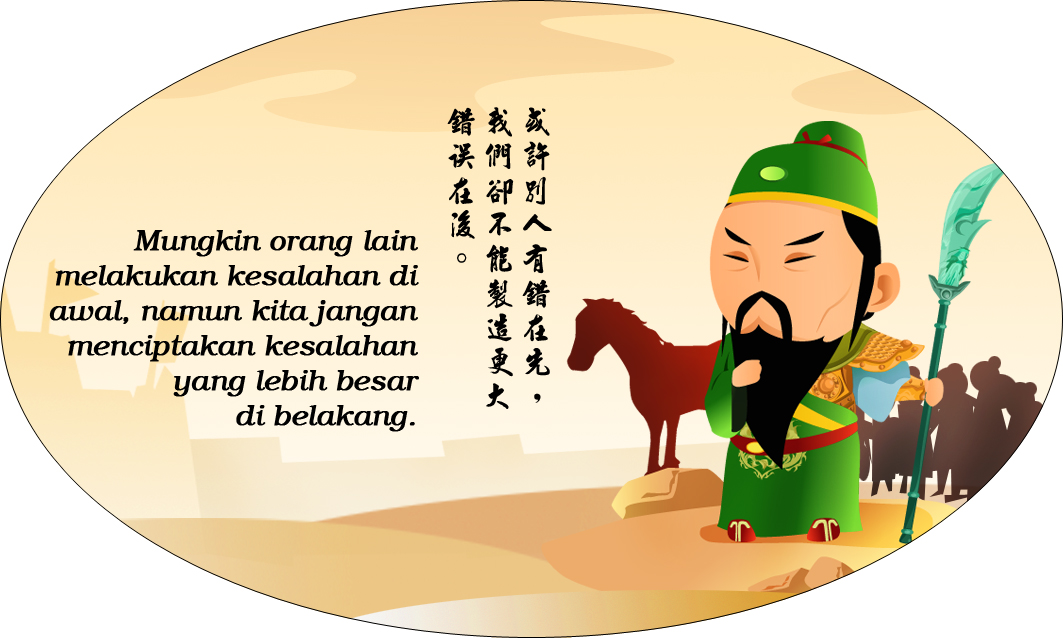 或許別人有錯在先，
我們卻不能製造更大
錯誤在後。
Mungkin orang lain
melakukan kesalahan di
awal, namun kita jangan
menciptakan kesalahan
yang lebih besar
di belakang.